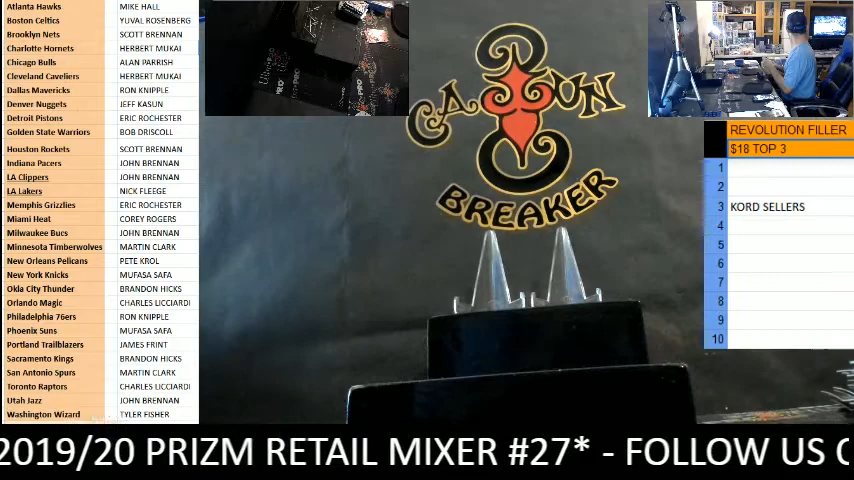 Atlanta Hawks MIKE HALL
Boston Celtics YUVAL ROSENBERG
Brooklyn Nets SCOTT BRENNAN
Charlotte Hornets HERBERT MUKAI
Chicago Bulls ALAN PARRISH
Cleveland Cavaliers HERBERT MUKAI
Dallas Mavericks RON KNIPPLE
Denver Nuggets JEFF KASUN
Detroit Pistons ERIC ROCHESTER
Golden State Warriors BOB DRISCOLL
Houston Rockets SCOTT BRENNAN
Indiana Pacers JOHN BRENNAN
LA Clippers JOHN BRENNAN
LA Lakers NICK FLEEGE
Memphis Grizzlies ERIC ROCHESTER
Miami Heat COREY ROGERS
Milwaukee Bucs JOHN BRENNAN
Minnesota Timberwolves MARTIN CLARK
New Orleans Pelicans PETE KROL
New York Knicks MUFASA SAFA
Okla City Thunder BRANDON HICKS
Orlando Magic CHARLES LICCIARDI
Philadelphia 76ers RON KNIPPLE
Phoenix Suns MUFASA SAFA
Portland Trailblazers JAMES FRINT
Sacramento Kings BRANDON HICKS
San Antonio Spurs MARTIN CLARK
Toronto Raptors CHARLES LICCIARDI
Utah Jazz JOHN BRENNAN
Washington Wizard TYLER FISHER
CAJUN
BREAKER
REVOLUTION FILLER
$18 TOP 3
1
2
3 KORD SELLERS
4
5
6
7
8
9
10
2019/20 PRIZM RETAIL MIXER #27* - FOLLOW US